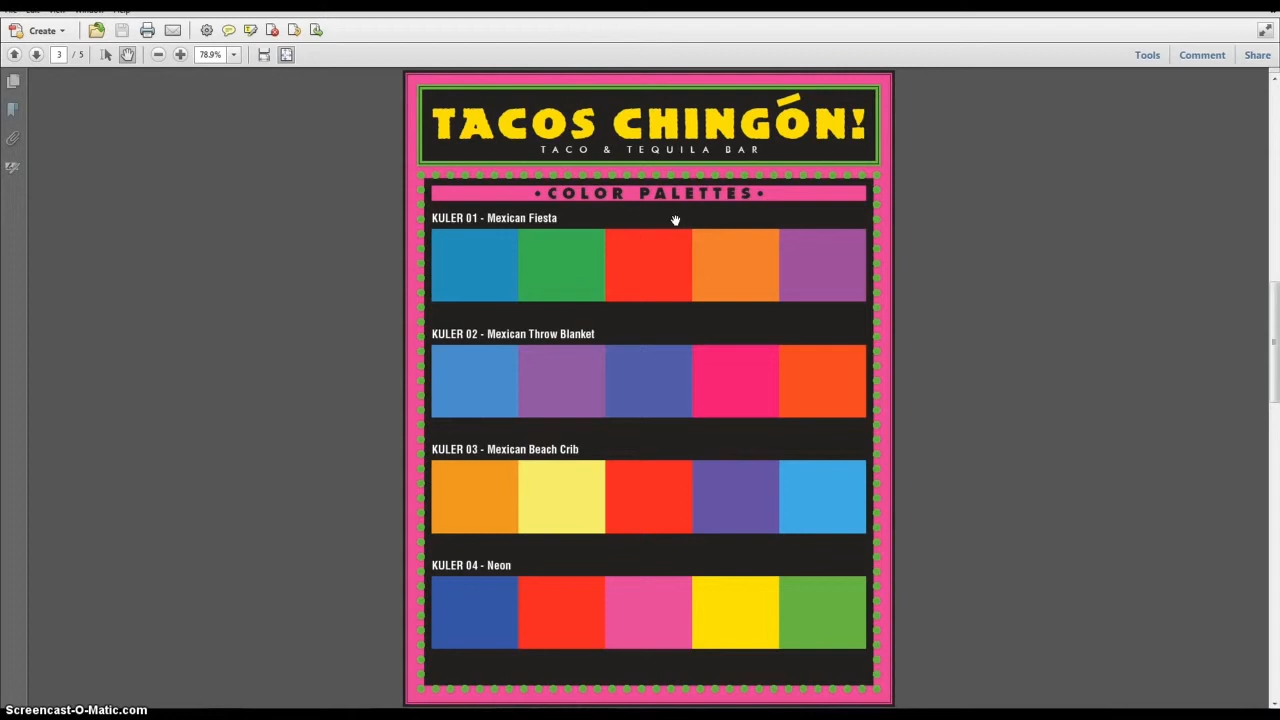 Create
3 / 5
78.9%
Tools
Comment
Share
TACOS CHINGÓN!
TACO & TEQUILA BAR
•COLOR PALETTES•
KULER 01 - Mexican Fiesta
KULER 02 - Mexican Throw Blanket
KULER 03 - Mexican Beach Crib
KULER 04 - Neon
Screencast-O-Matic.com